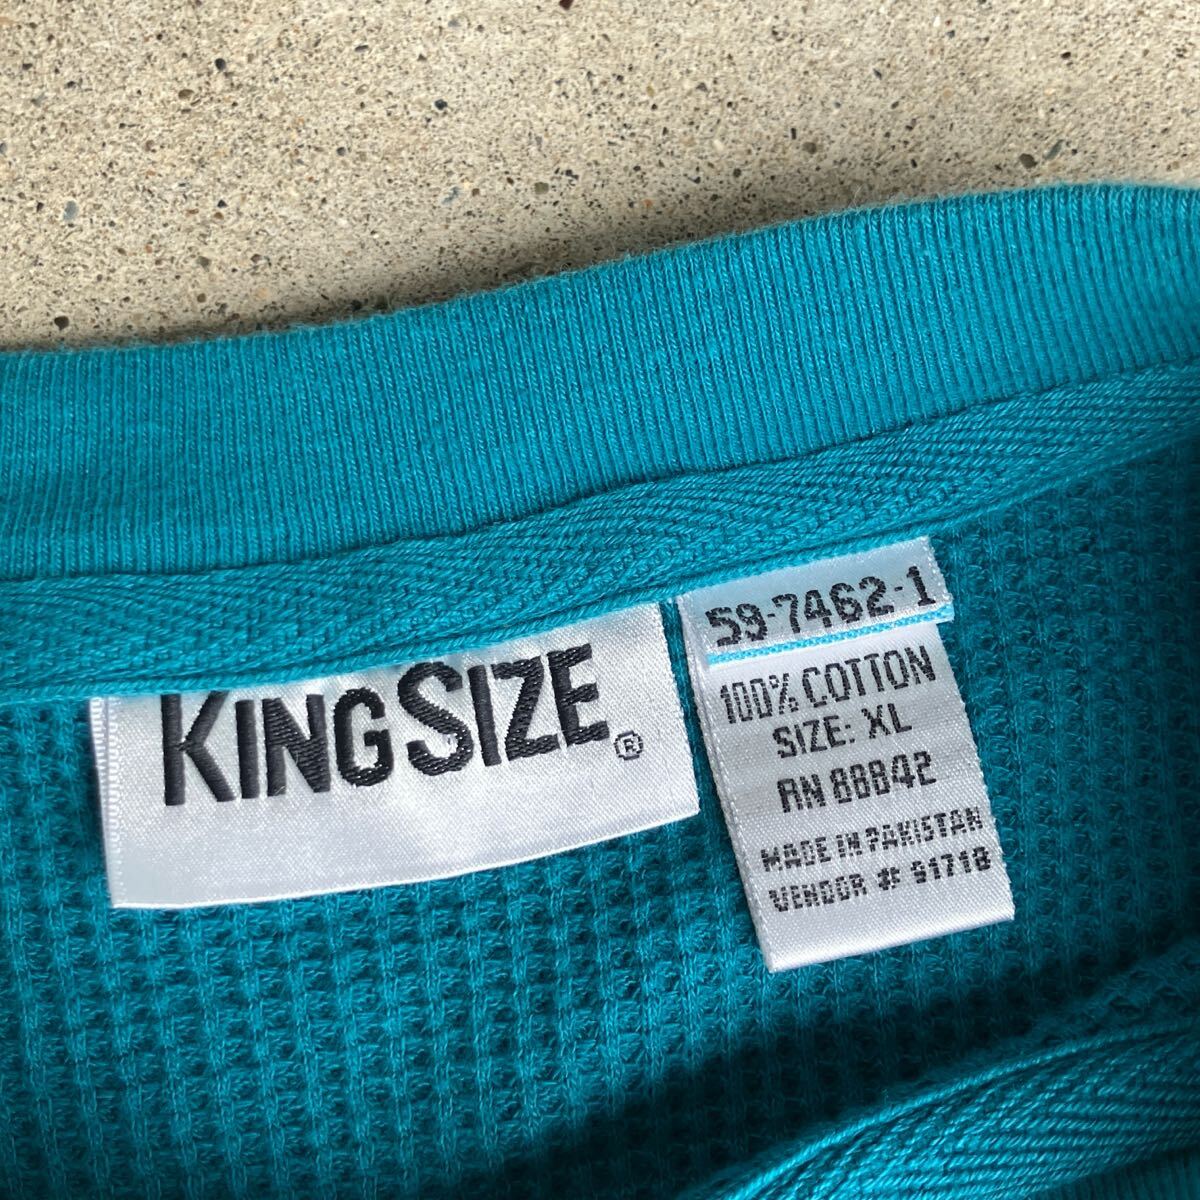 KINGSIZE®
59-7462-1
100% COTTON
SIZE: XL
RN 88842
MADE IN PAKISTAN
VENDOR # 91718